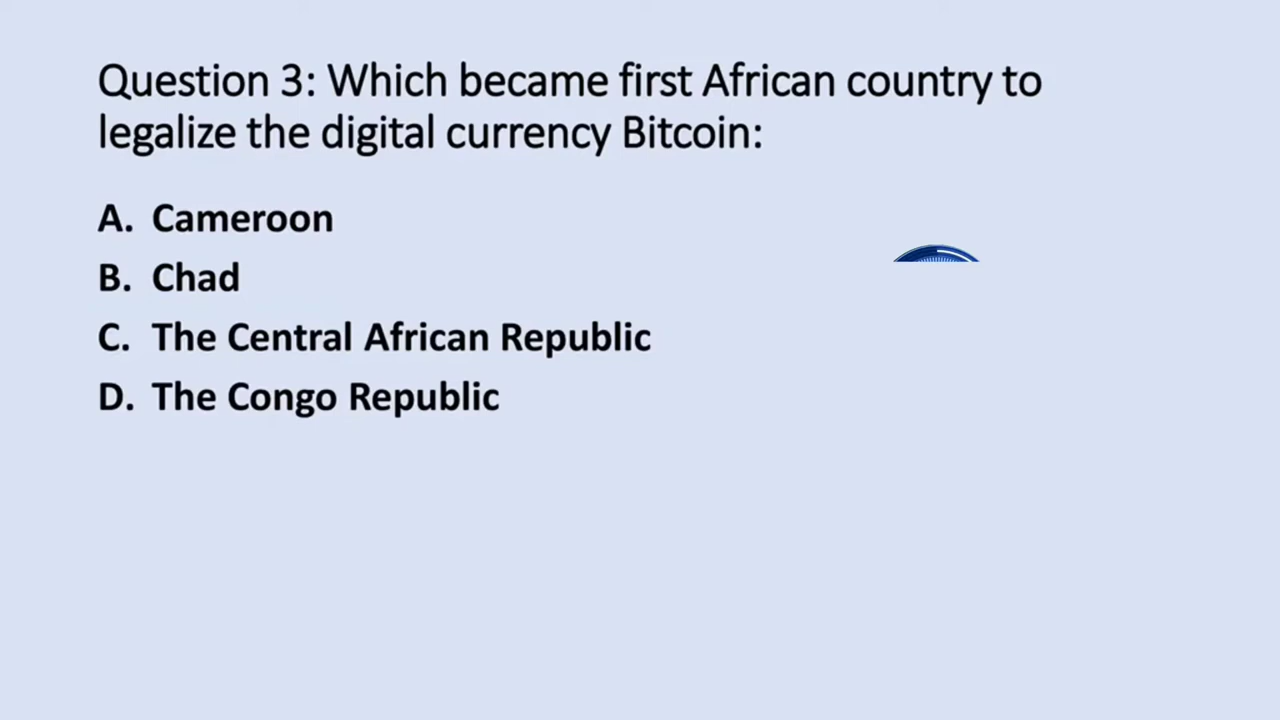 Question 3: Which became first African country to
legalize the digital currency Bitcoin:
A. Cameroon
B. Chad
C. The Central African Republic
D. The Congo Republic